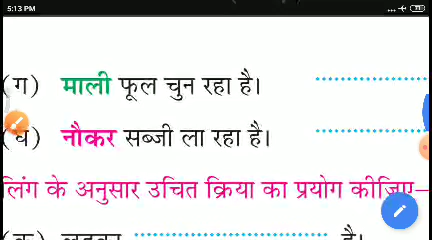 5:13 PM
(ग) माली फूल चुन रहा है। ....................
(घ) नौकर सब्जी ला रहा है। ....................
लिंग के अनुसार उचित क्रिया का प्रयोग कीजिए–
(क) .................... है।